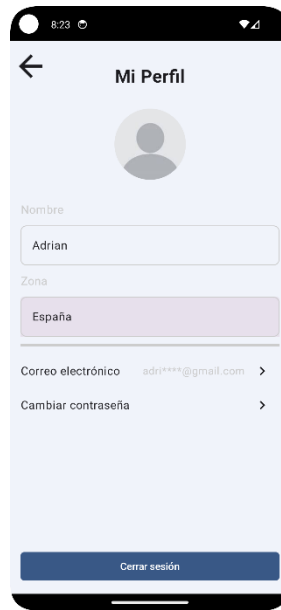 8:23
Mi Perfil
Nombre
Adrian
Zona
España
Correo electrónico adri****@gmail.com
Cambiar contraseña
Cerrar sesión